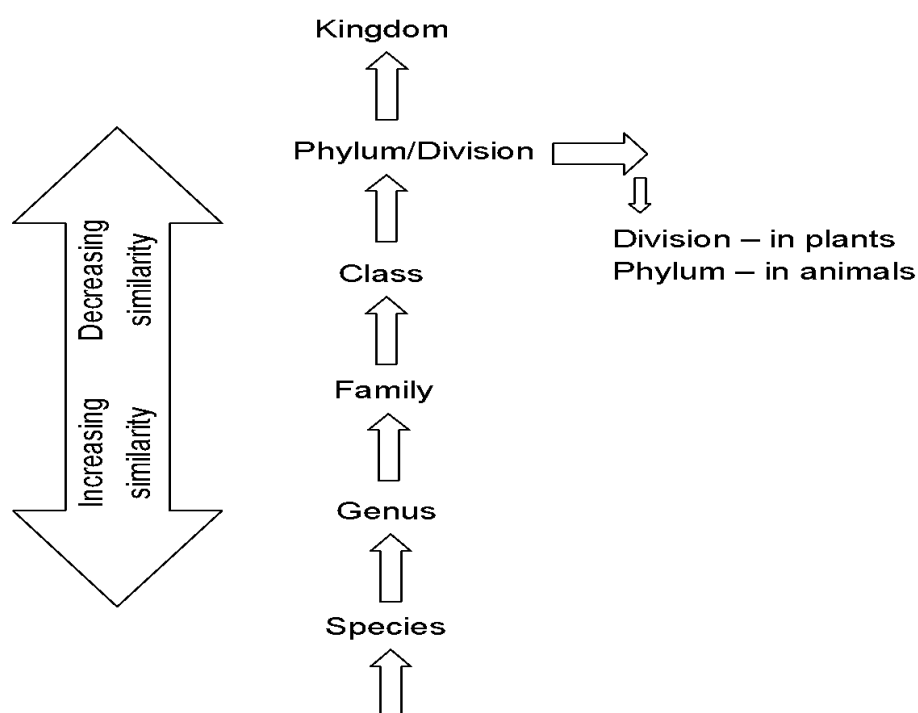 Kingdom
Phylum/Division
Division – in plants
Phylum – in animals
Class
Family
Genus
Species
Decreasing
similarity
Increasing
similarity